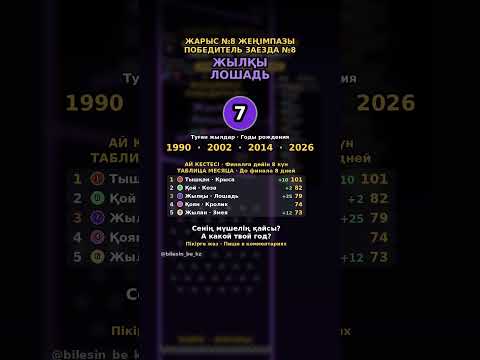 ЖАРЫС №8 ЖЕҢІМПАЗЫ
ПОБЕДИТЕЛЬ ЗАЕЗДА №8
ЖЫЛҚЫ
ЛОШАДЬ
7
1990
2026
Туған жылдар · Годы рождения
1990 · 2002 · 2014 · 2026
АЙ КЕСТЕСІ · Финалға дейін 8 күн
ТАБЛИЦА МЕСЯЦА · До финала 8 дней
1 Тышқан · Крыса +10 101
2 Қой · Коза +2 82
3 Жылқы · Лошадь +25 79
4 Қоян · Кролик 74
5 Жылан · Змея +12 73
Сенің мүшелің қайсы?
А какой твой год?
Пікірге жаз · Пиши в комментариях
@bilesin_be_kz